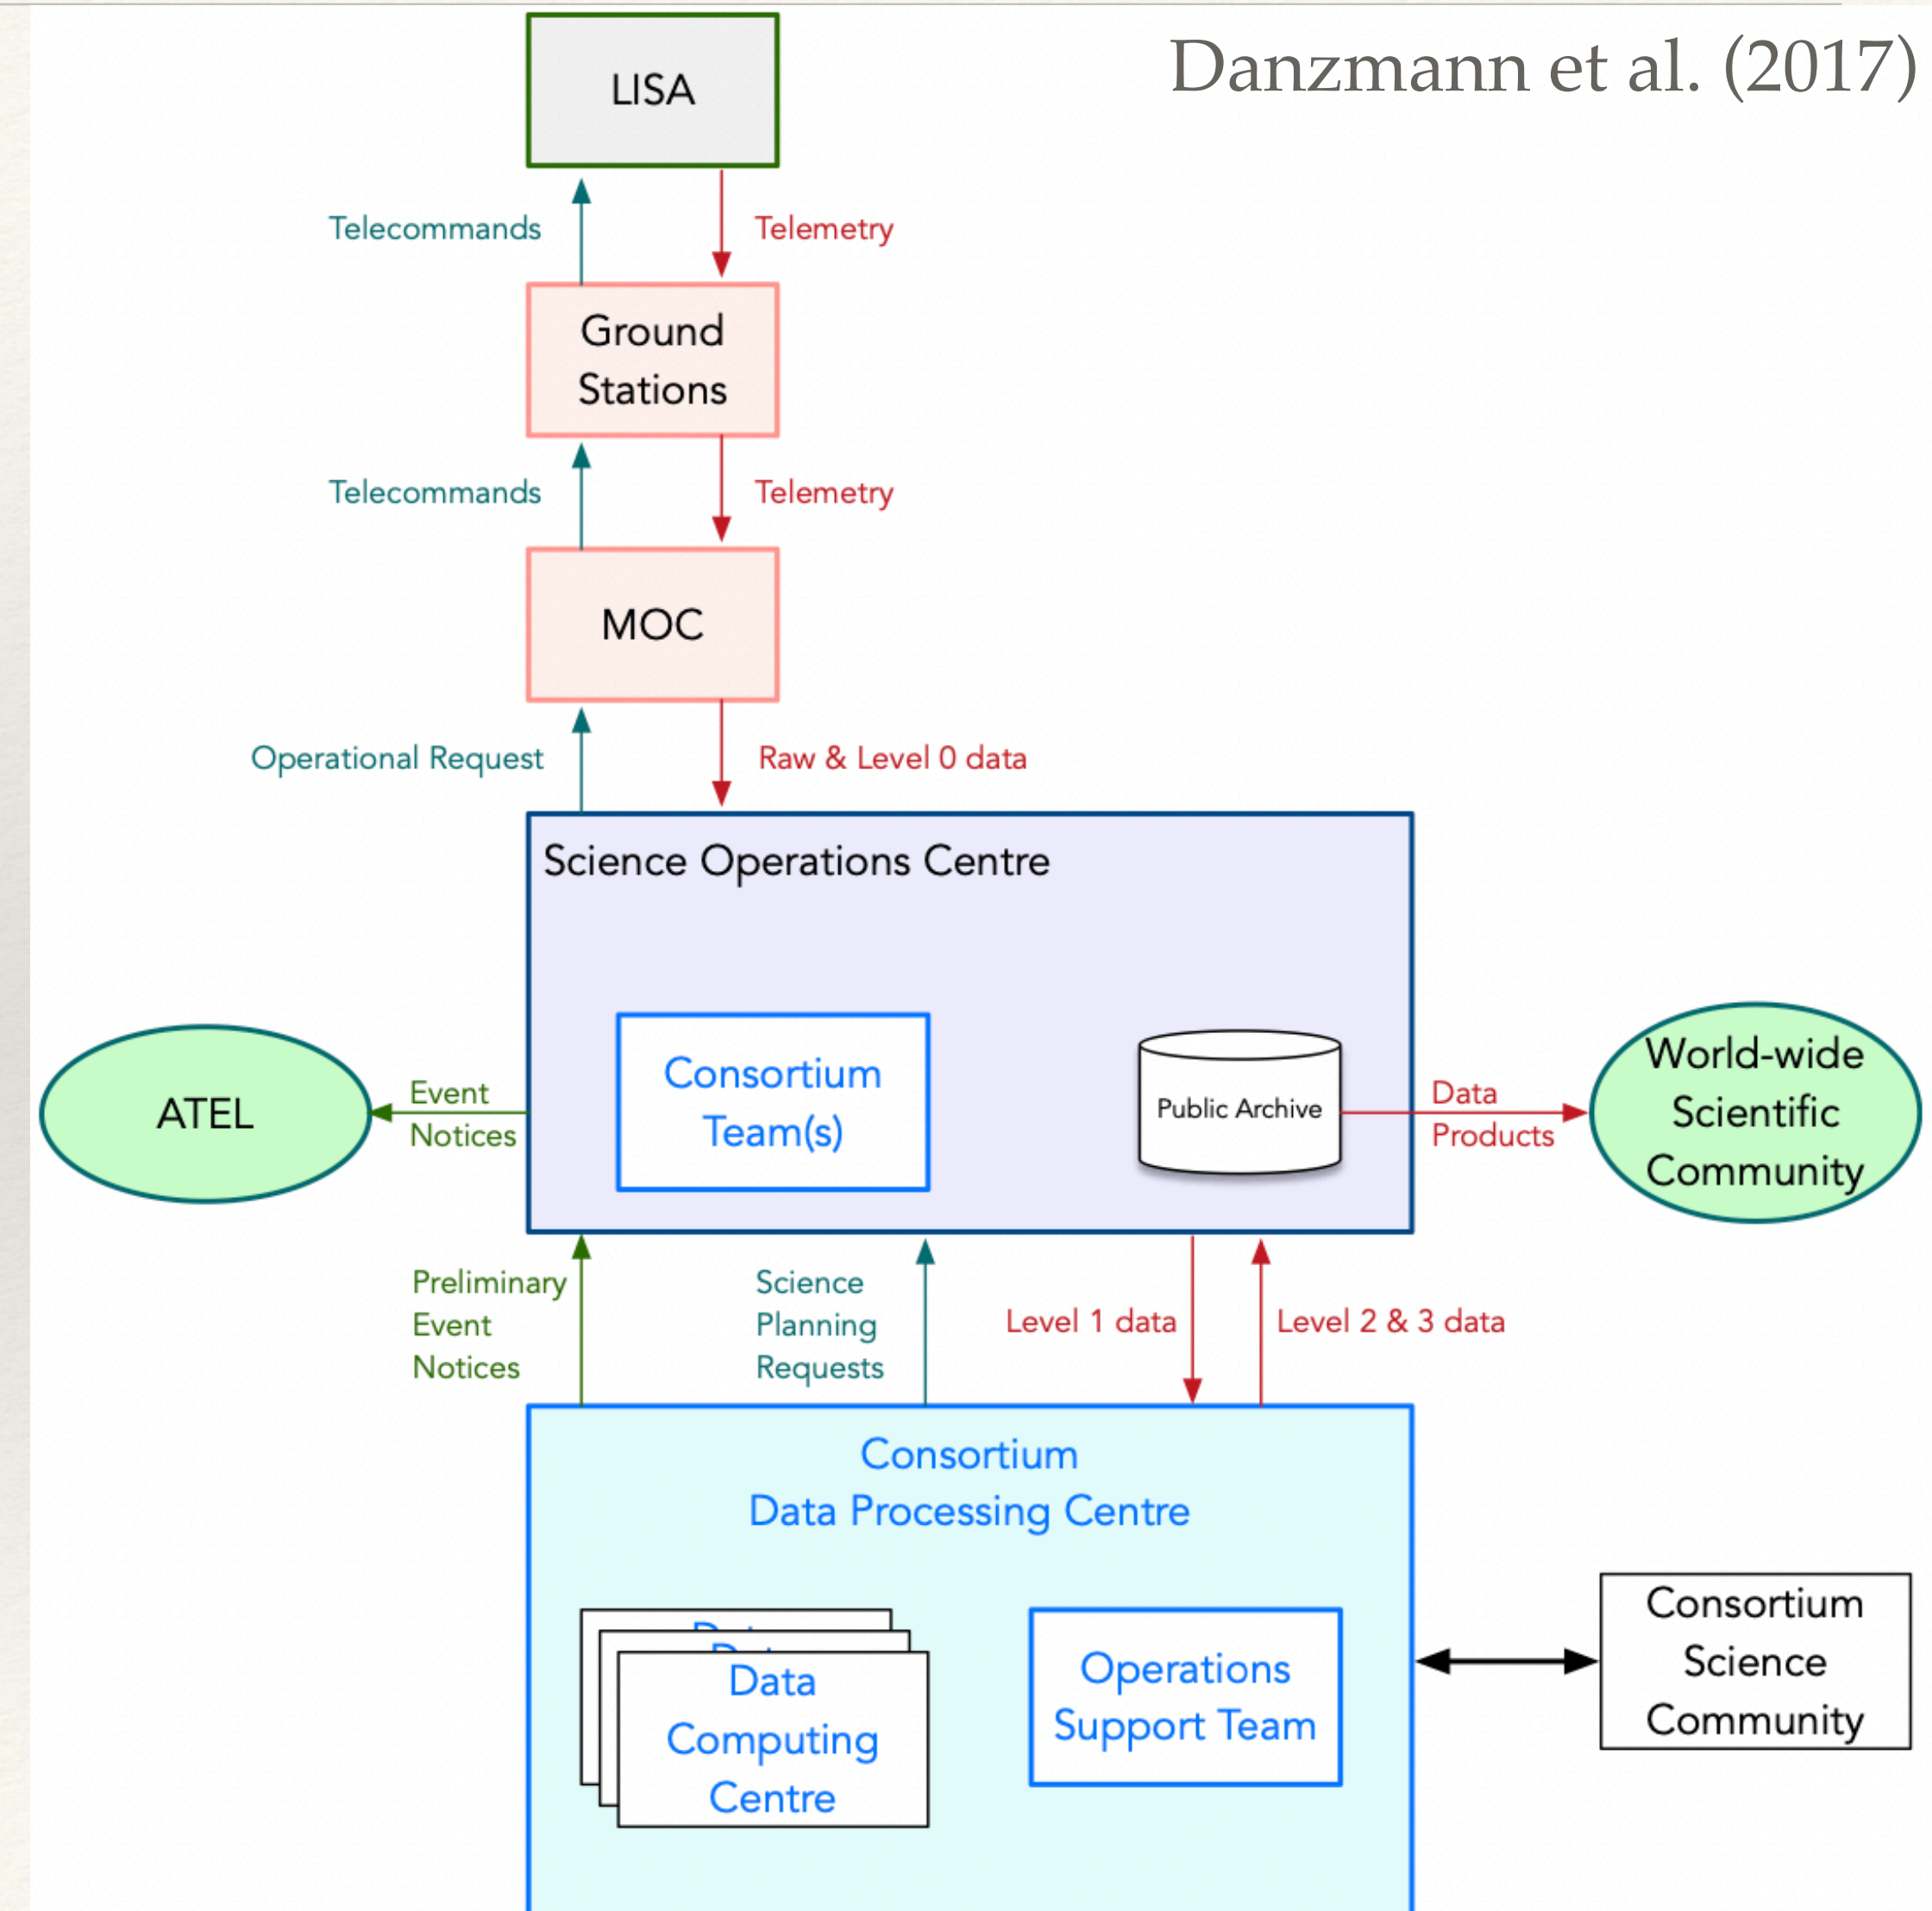 Danzmann et al. (2017)
LISA
Telecommands
Telemetry
Ground
Stations
Telecommands
Telemetry
MOC
Operational Request
Raw & Level 0 data
Science Operations Centre
Consortium
Team(s)
Public Archive
ATEL
Event
Notices
Data
Products
World-wide
Scientific
Community
Preliminary
Event
Notices
Science
Planning
Requests
Level 1 data
Level 2 & 3 data
Consortium
Data Processing Centre
Data
Computing
Centre
Operations
Support Team
Consortium
Science
Community